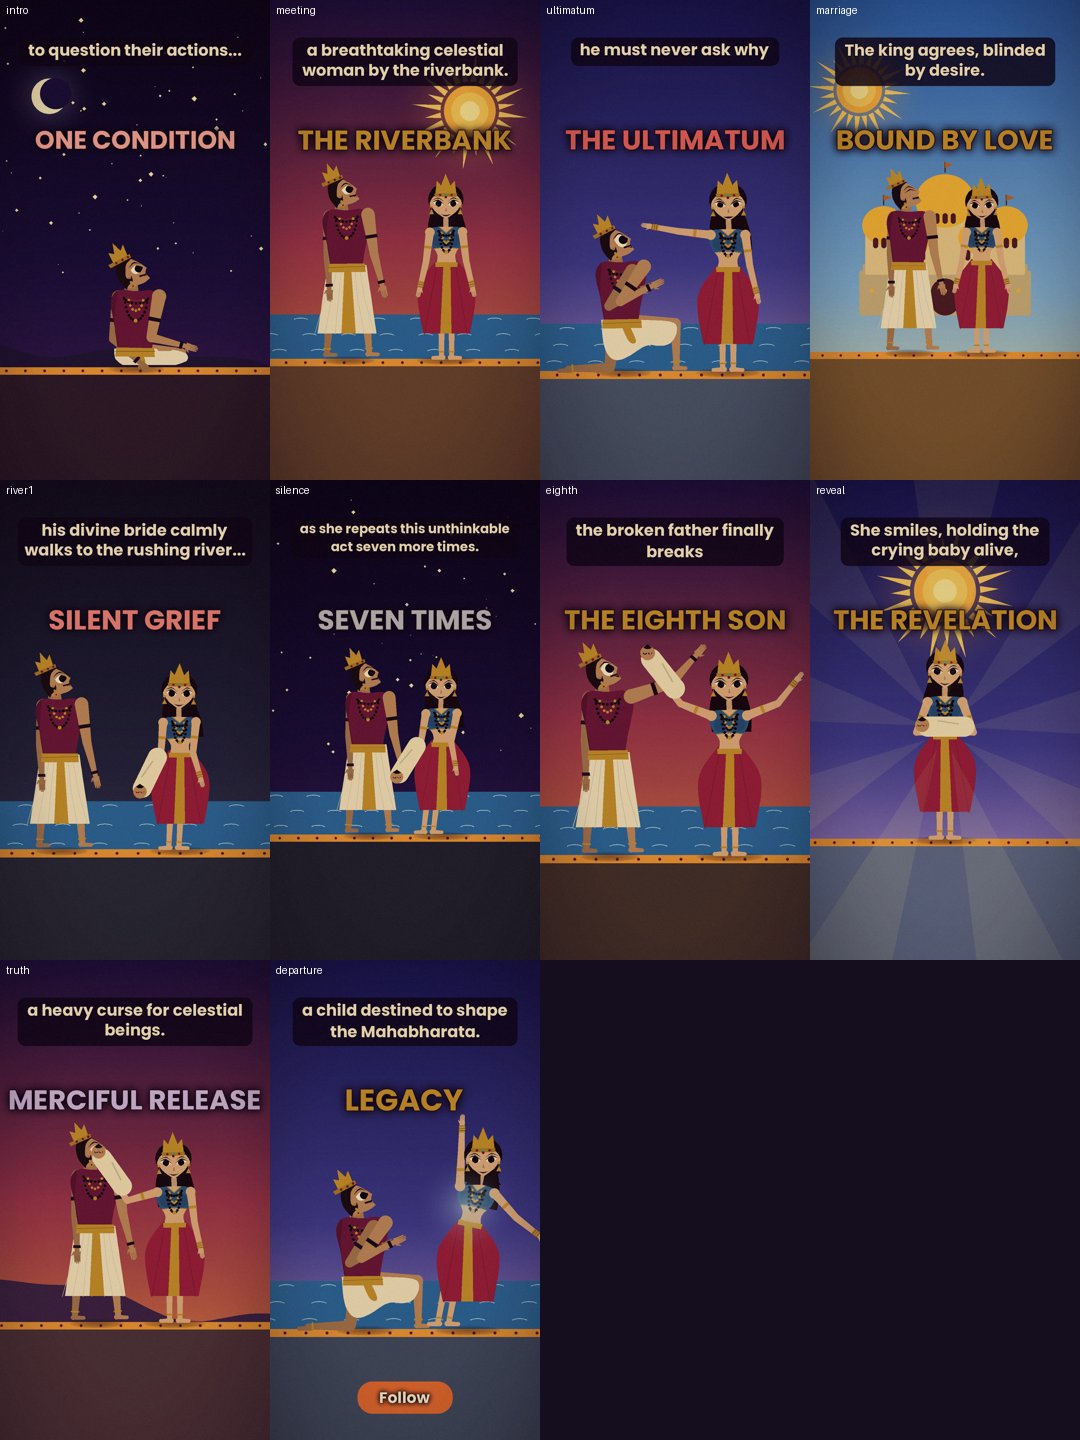 intro
to question their actions...
ONE CONDITION
meeting
a breathtaking celestial
woman by the riverbank.
THE RIVERBANK
ultimatum
he must never ask why
THE ULTIMATUM
marriage
The king agrees, blinded
by desire.
BOUND BY LOVE
river1
his divine bride calmly
walks to the rushing river...
SILENT GRIEF
silence
as she repeats this unthinkable
act seven more times.
SEVEN TIMES
eighth
the broken father finally
breaks
THE EIGHTH SON
reveal
She smiles, holding the
crying baby alive,
THE REVELATION
truth
a heavy curse for celestial
beings.
MERCIFUL RELEASE
departure
a child destined to shape
the Mahabharata.
LEGACY
Follow